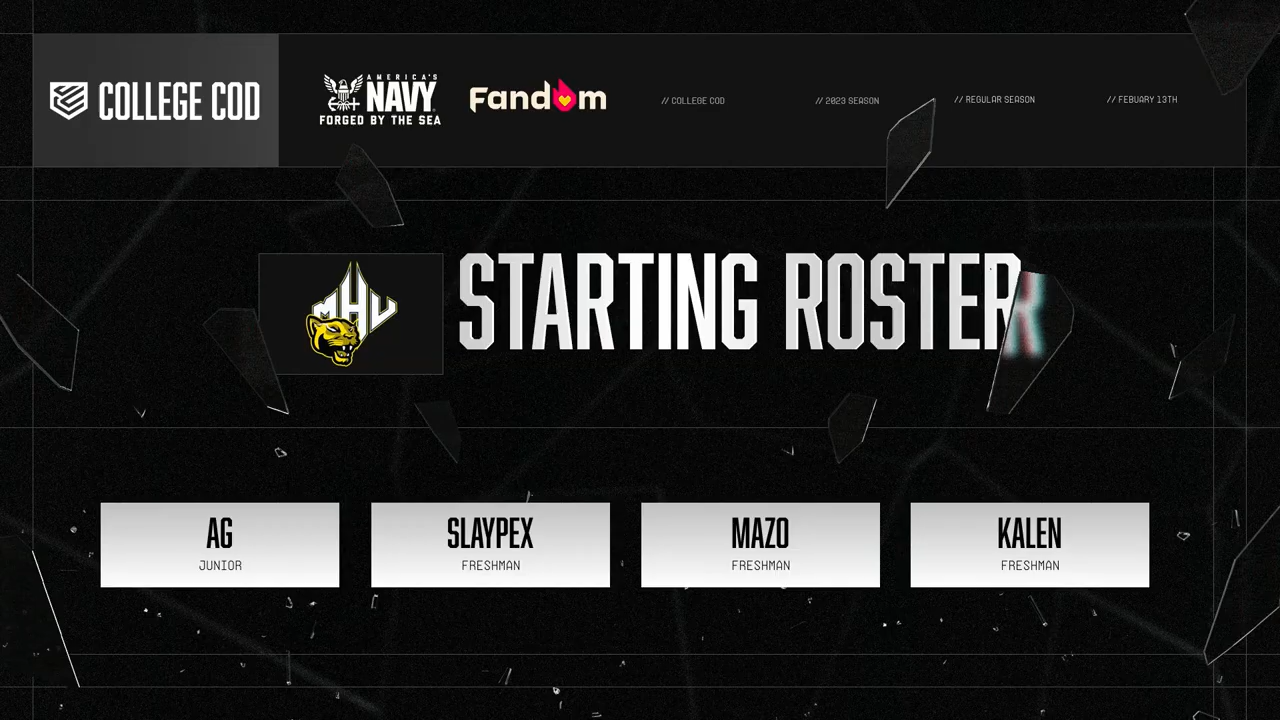 COLLEGE COD
AMERICA'S
NAVY
FORGED BY THE SEA
Fandom
// COLLEGE COD
// 2023 SEASON
// REGULAR SEASON
// FEBUARY 13TH
MHU
STARTING ROSTER
AG
JUNIOR
SLAYPEX
FRESHMAN
MAZO
FRESHMAN
KALEN
FRESHMAN